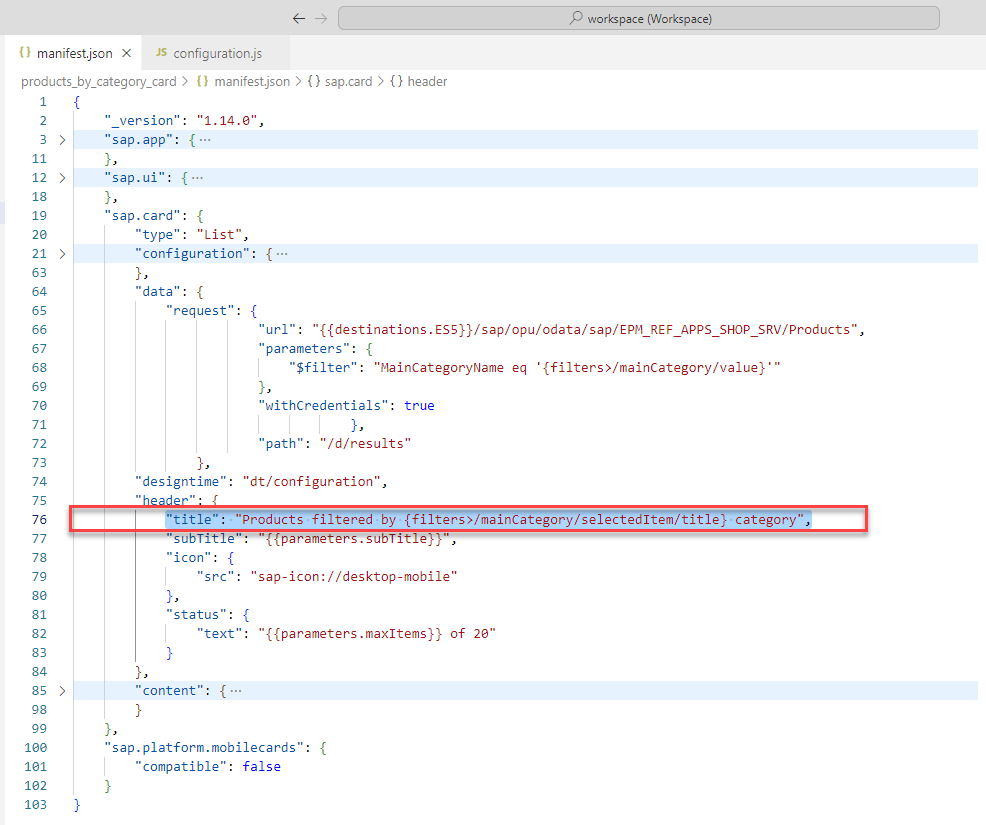 workspace (Workspace)
{} manifest.json × JS configuration.js
products_by_category_card > {} manifest.json > {} sap.card > {} header
1 {
2 "_version": "1.14.0",
3 > "sap.app": { ···
11 },
12 > "sap.ui": { ···
18 },
19 "sap.card": {
20 "type": "List",
21 > "configuration": { ···
63 },
64 "data": {
65 "request": {
66 "url": "{{destinations.ES5}}/sap/opu/odata/sap/EPM_REF_APPS_SHOP_SRV/Products",
67 "parameters": {
68 "$filter": "MainCategoryName eq '{filters>/mainCategory/value}'"
69 },
70 "withCredentials": true
71 },
72 "path": "/d/results"
73 },
74 "designtime": "dt/configuration",
75 "header": {
76 "title": "Products filtered by {filters>/mainCategory/selectedItem/title} category",
77 "subTitle": "{{parameters.subTitle}}",
78 "icon": {
79 "src": "sap-icon://desktop-mobile"
80 },
81 "status": {
82 "text": "{{parameters.maxItems}} of 20"
83 }
84 },
85 > "content": { ···
98 }
99 },
100 "sap.platform.mobilecards": {
101 "compatible": false
102 }
103 }